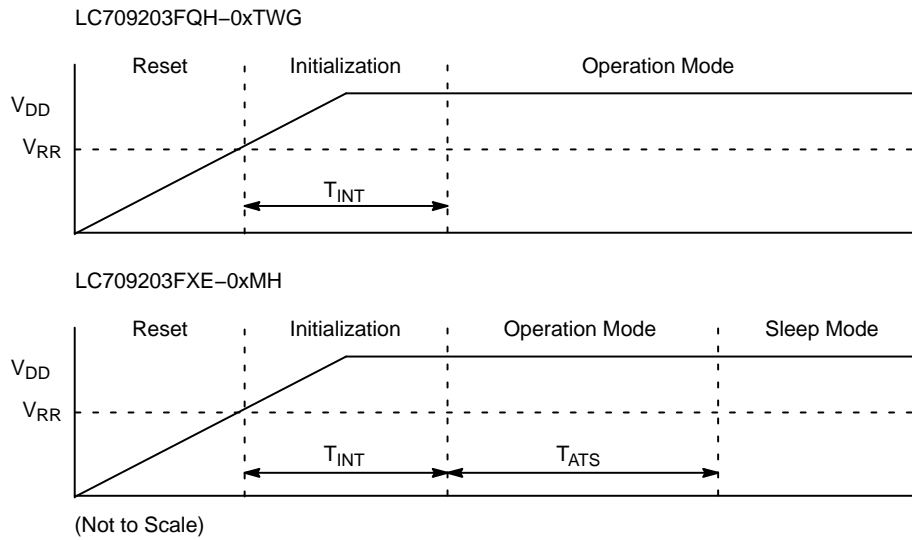 LC709203FQH–0xTWG
Reset Initialization Operation Mode
VDD
VRR
TINT
LC709203FXE–0xMH
Reset Initialization Operation Mode Sleep Mode
VDD
VRR
TINT TATS
(Not to Scale)